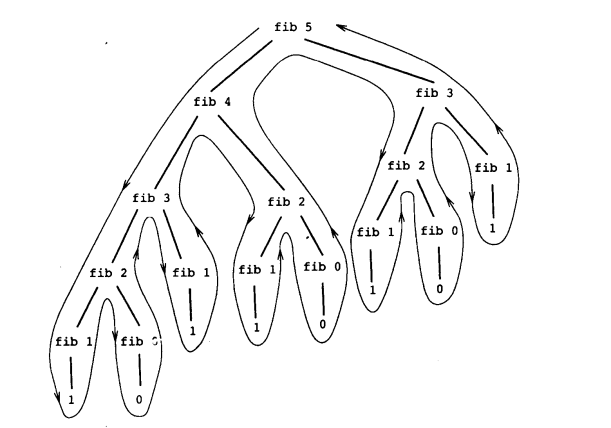 fib 5
fib 4 fib 3
fib 2 fib 1
fib 3 fib 2
fib 1 fib 0 1
fib 2 fib 1 fib 1 fib 0
1 0
1 1 0
fib 1 fib
1 0